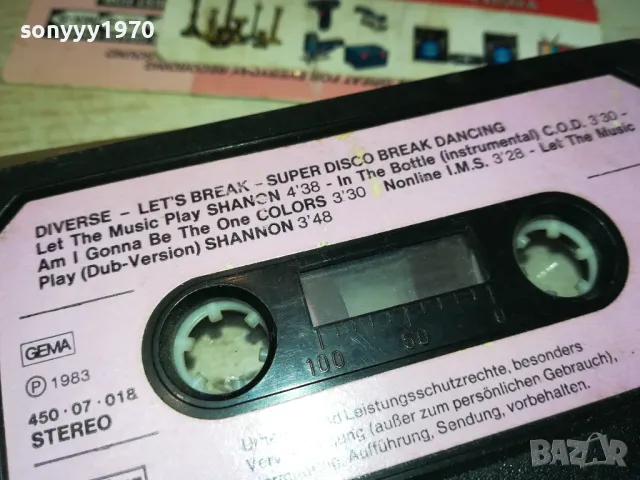 sonyyy1970
DIVERSE – LET'S BREAK – SUPER DISCO BREAK DANCING
Let The Music Play SHANON 4'38 - In The Bottle (instrumental) C.O.D. 3'30 -
Am I Gonna Be The One COLORS 3'30 Nonline I.M.S. 3'28 - Let The Music
Play (Dub-Version) SHANNON 3'48
GEMA
Ⓟ 1983
450·07·018
STEREO
100 50 0
Leistungsschutzrechte, besonders
(außer zum persönlichen Gebrauch),
Aufführung, Sendung, vorbehalten.
BAZAR
bg